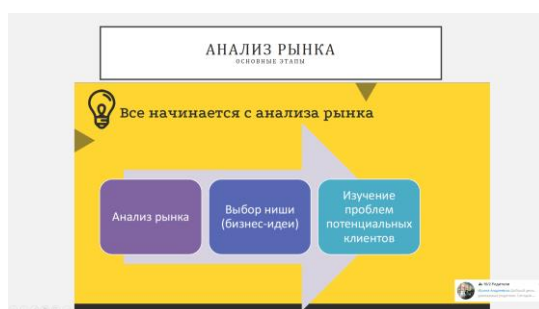 АНАЛИЗ РЫНКА
ОСНОВНЫЕ ЭТАПЫ
Все начинается с анализа рынка
Анализ рынка
Выбор ниши
(бизнес-идеи)
Изучение
проблем
потенциальных
клиентов